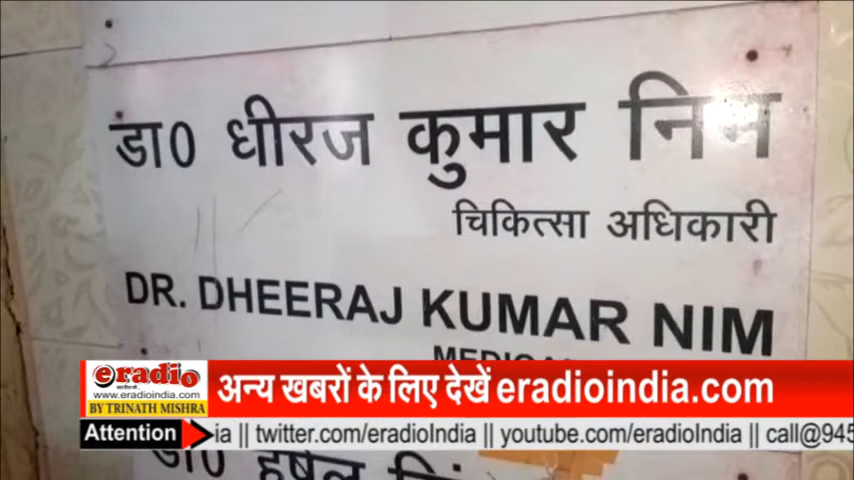 डा0 धीरज कुमार निम
चिकित्सा अधिकारी
DR. DHEERAJ KUMAR NIM
eradio
www.eradioindia.com
BY TRINATH MISHRA
अन्य खबरों के लिए देखें eradioindia.com
Attention
ia || twitter.com/eradioIndia || youtube.com/eradioIndia || call@945
डा0